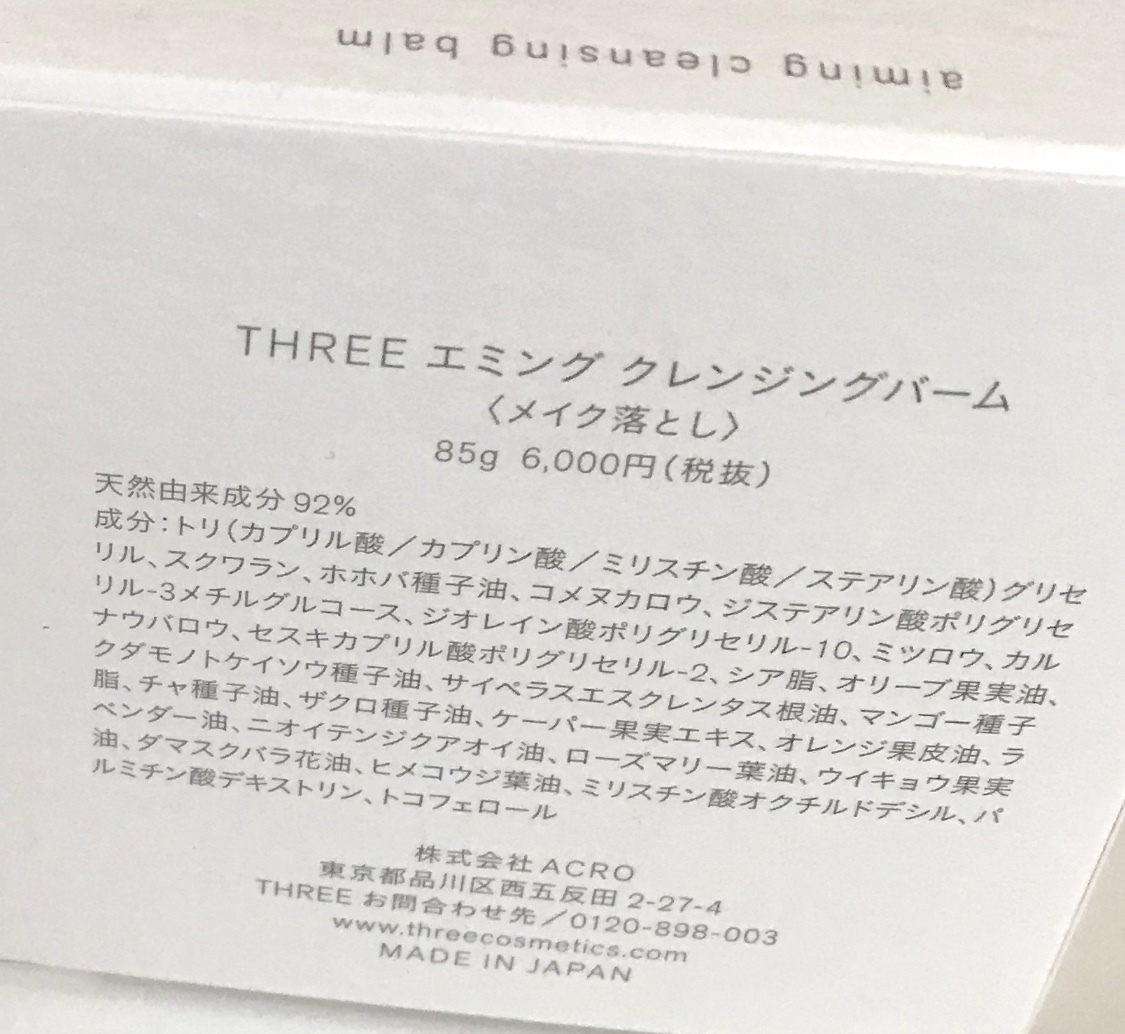 aiming cleansing balm
THREE エミング クレンジングバーム
〈メイク落とし〉
85g 6,000円(税抜)
天然由来成分 92%
成分:トリ(カプリル酸/カプリン酸/ミリスチン酸/ステアリン酸)グリセ
リル、スクワラン、ホホバ種子油、コメヌカロウ、ジステアリン酸ポリグリセ
リル-3メチルグルコース、ジオレイン酸ポリグリセリル-10、ミツロウ、カル
ナウバロウ、セスキカプリル酸ポリグリセリル-2、シア脂、オリーブ果実油、
クダモノトケイソウ種子油、サイペラスエスクレンタス根油、マンゴー種子
脂、チャ種子油、ザクロ種子油、ケーパー果実エキス、オレンジ果皮油、ラ
ベンダー油、ニオイテンジクアオイ油、ローズマリー葉油、ウイキョウ果実
油、ダマスクバラ花油、ヒメコウジ葉油、ミリスチン酸オクチルドデシル、パ
ルミチン酸デキストリン、トコフェロール
株式会社 ACRO
東京都品川区西五反田 2-27-4
THREE お問合わせ先/0120-898-003
www.threecosmetics.com
MADE IN JAPAN